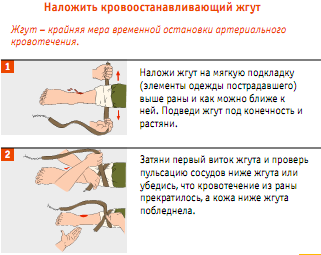 Наложить кровоостанавливающий жгут
Жгут – крайняя мера временной остановки артериального
кровотечения.
1
Наложи жгут на мягкую подкладку
(элементы одежды пострадавшего)
выше раны и как можно ближе к
ней. Подведи жгут под конечность и
растяни.
2
Затяни первый виток жгута и проверь
пульсацию сосудов ниже жгута или
убедись, что кровотечение из раны
прекратилось, а кожа ниже жгута
побледнела.